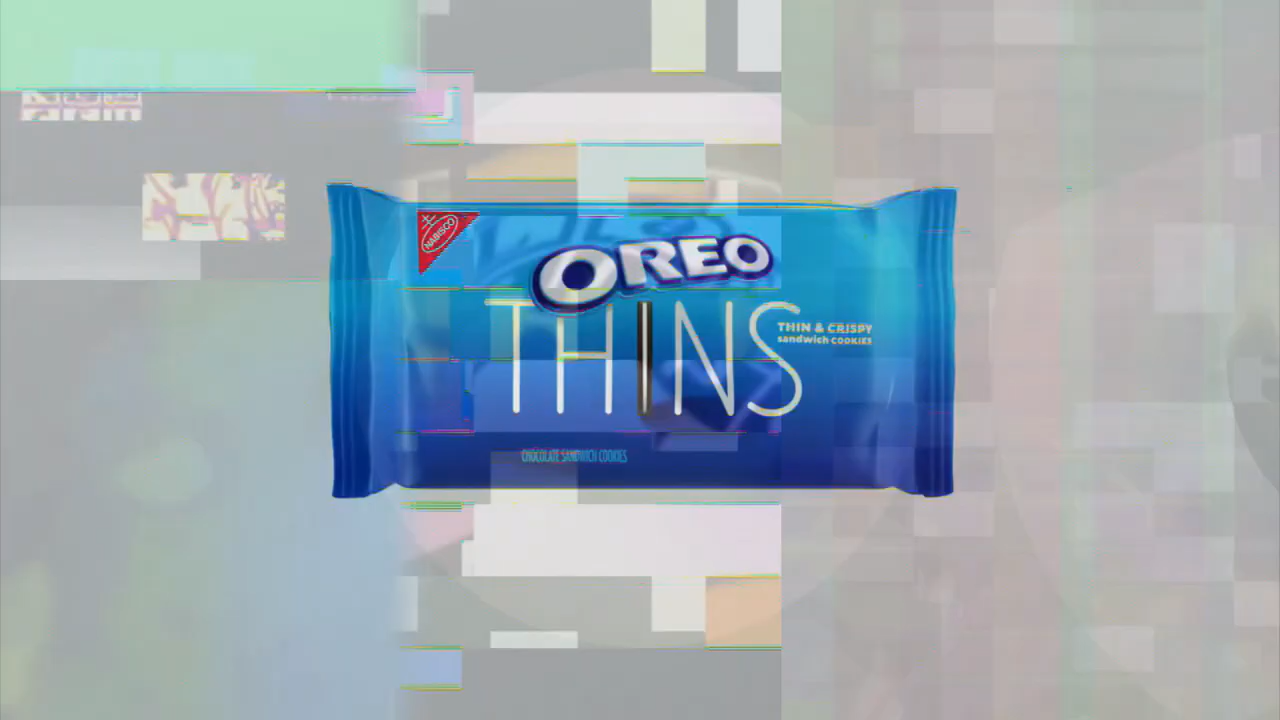 NABISCO
OREO
THINS
THIN & CRISPY
sandwich COOKIES
CHOCOLATE SANDWICH COOKIES